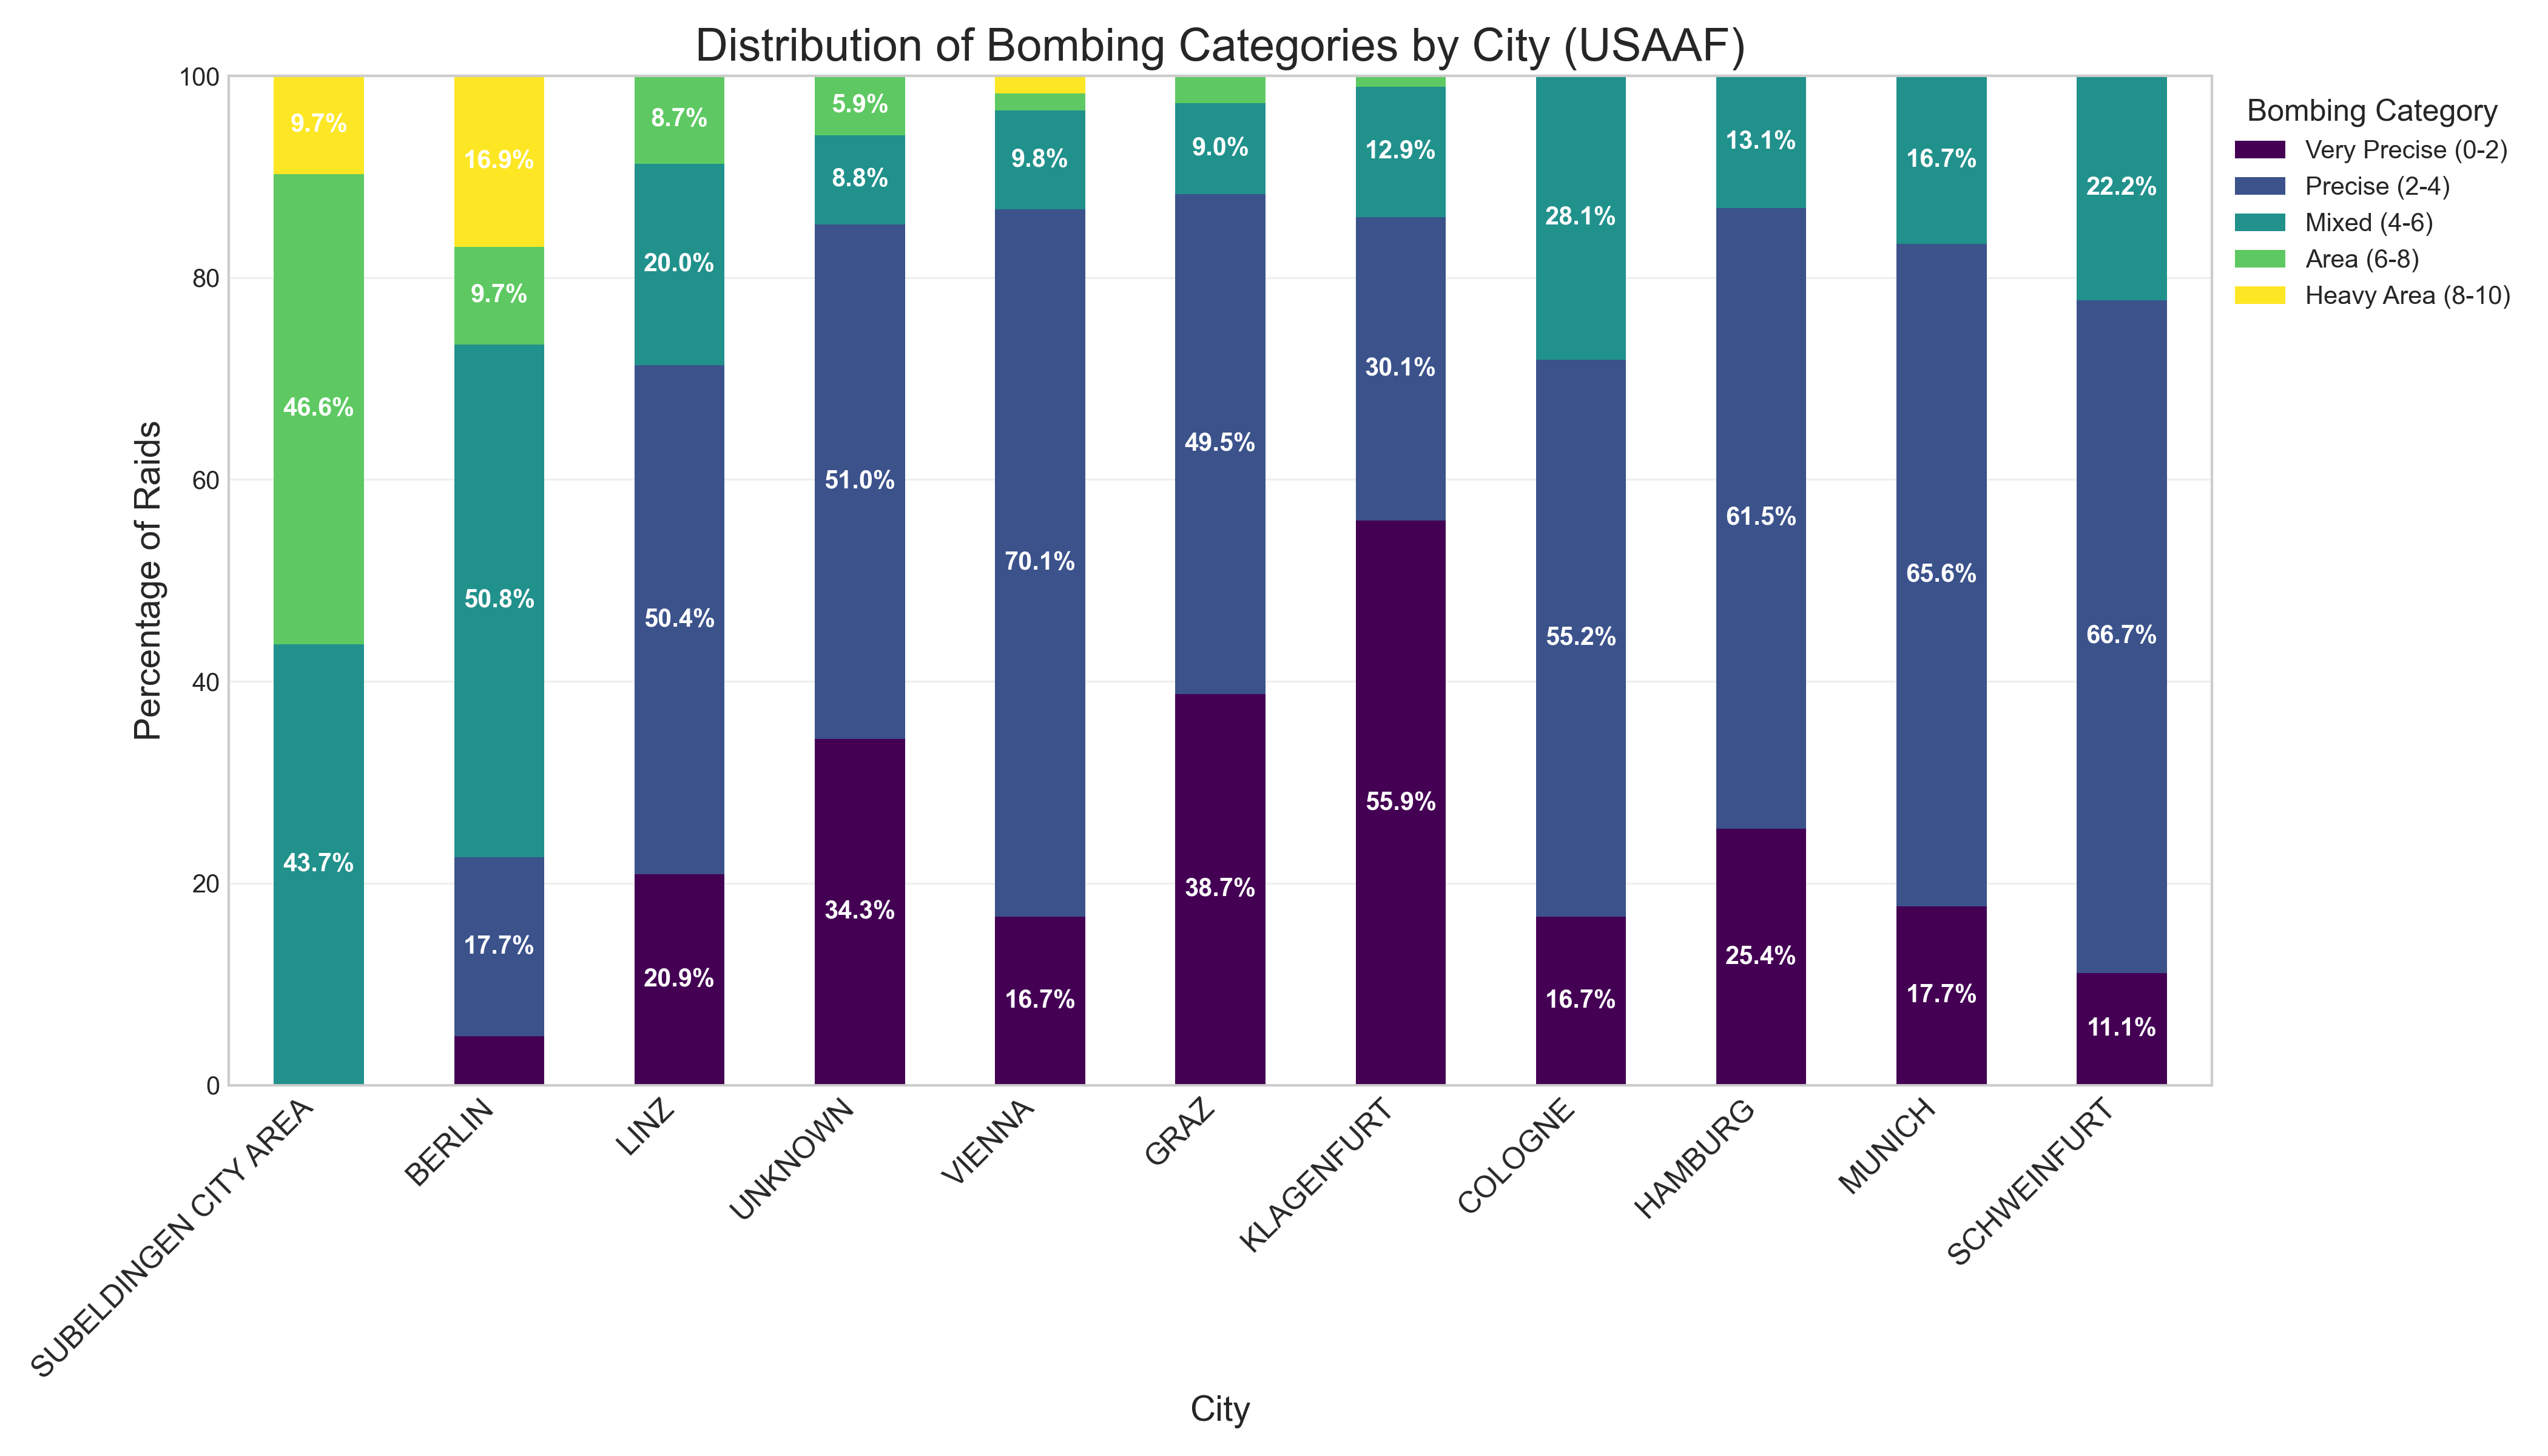 Distribution of Bombing Categories by City (USAAF)
Percentage of Raids
100
80
60
40
20
0
9.7%
46.6%
43.7%
16.9%
9.7%
50.8%
17.7%
8.7%
20.0%
50.4%
20.9%
5.9%
8.8%
51.0%
34.3%
9.8%
70.1%
16.7%
9.0%
49.5%
38.7%
12.9%
30.1%
55.9%
28.1%
55.2%
16.7%
13.1%
61.5%
25.4%
16.7%
65.6%
17.7%
22.2%
66.7%
11.1%
Bombing Category
Very Precise (0-2)
Precise (2-4)
Mixed (4-6)
Area (6-8)
Heavy Area (8-10)
SUBELDINGEN CITY AREA
BERLIN
LINZ
UNKNOWN
VIENNA
GRAZ
KLAGENFURT
COLOGNE
HAMBURG
MUNICH
SCHWEINFURT
City